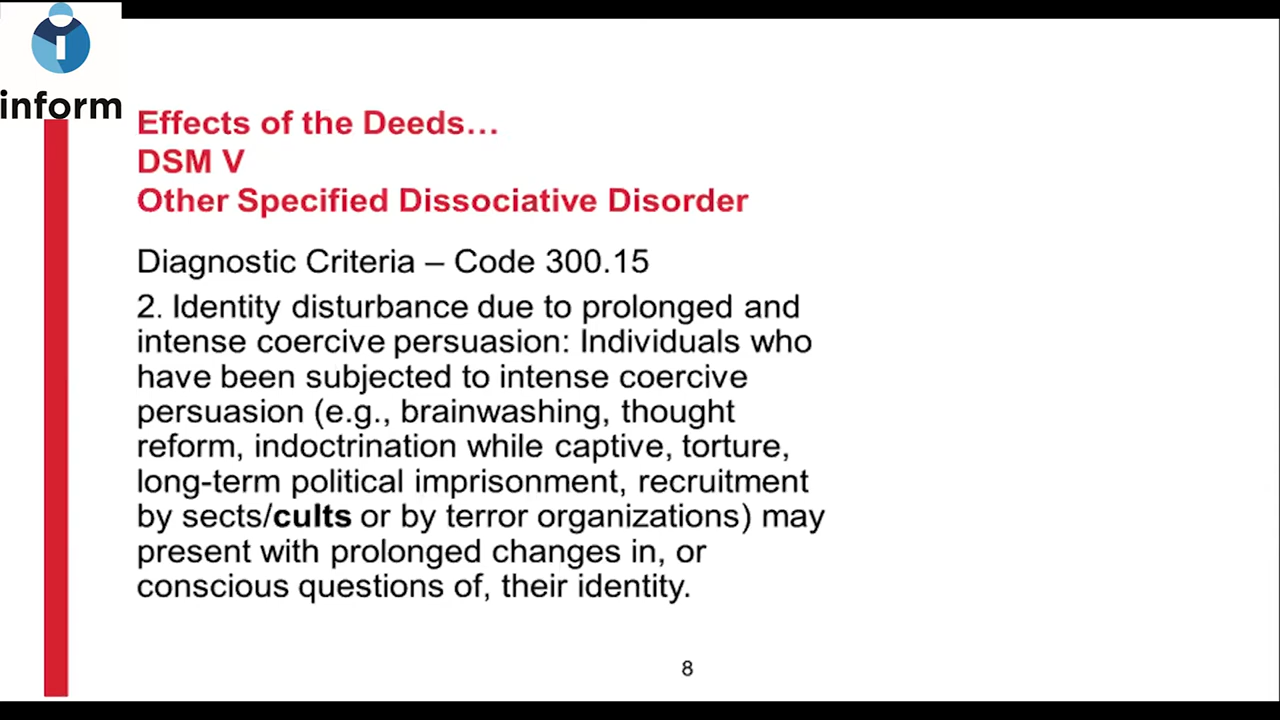 inform
Effects of the Deeds…
DSM V
Other Specified Dissociative Disorder
Diagnostic Criteria – Code 300.15
2. Identity disturbance due to prolonged and
intense coercive persuasion: Individuals who
have been subjected to intense coercive
persuasion (e.g., brainwashing, thought
reform, indoctrination while captive, torture,
long-term political imprisonment, recruitment
by sects/cults or by terror organizations) may
present with prolonged changes in, or
conscious questions of, their identity.
8